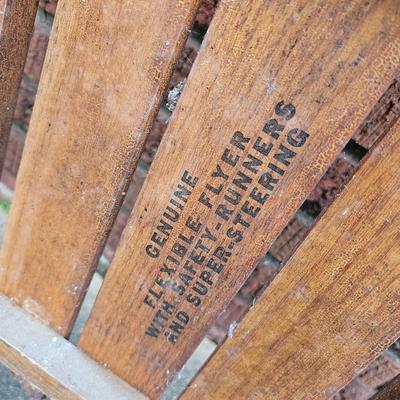 GENUINE
FLEXIBLE FLYER
WITH SAFETY-RUNNERS
AND SUPER-STEERING